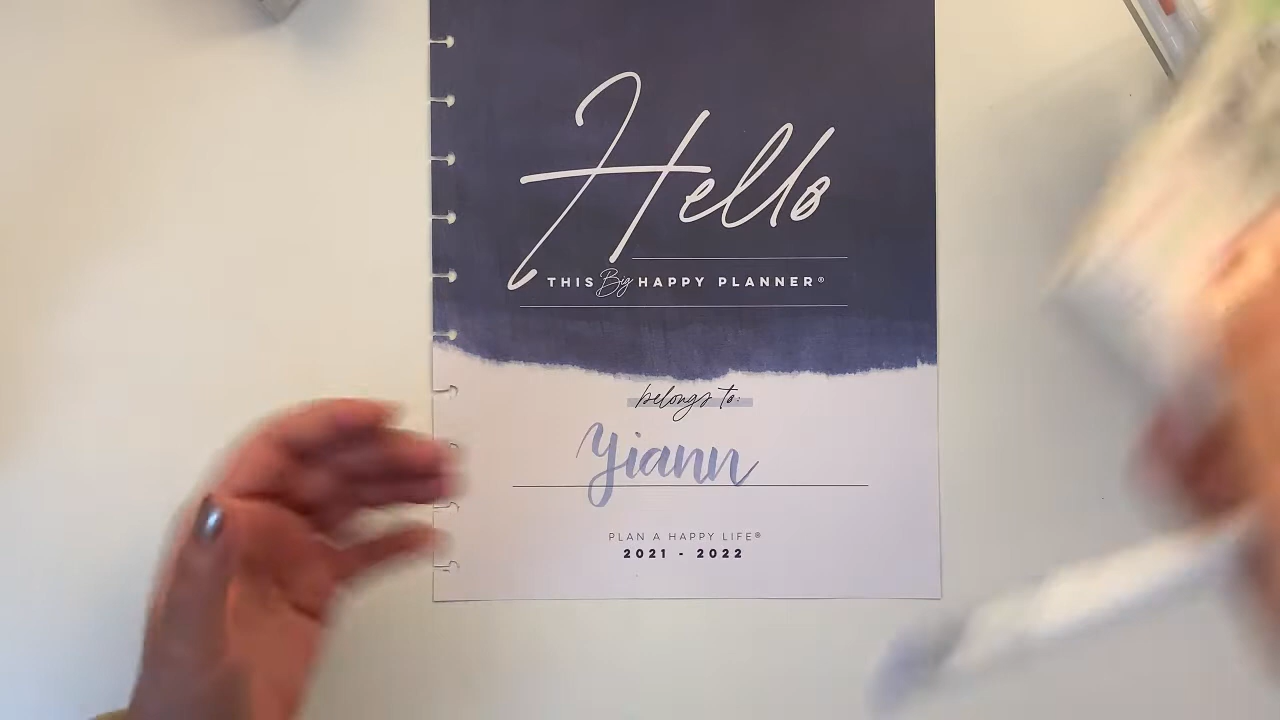 Hello
THIS Big HAPPY PLANNER®
belongs to:
Yiann
PLAN A HAPPY LIFE®
2021 - 2022